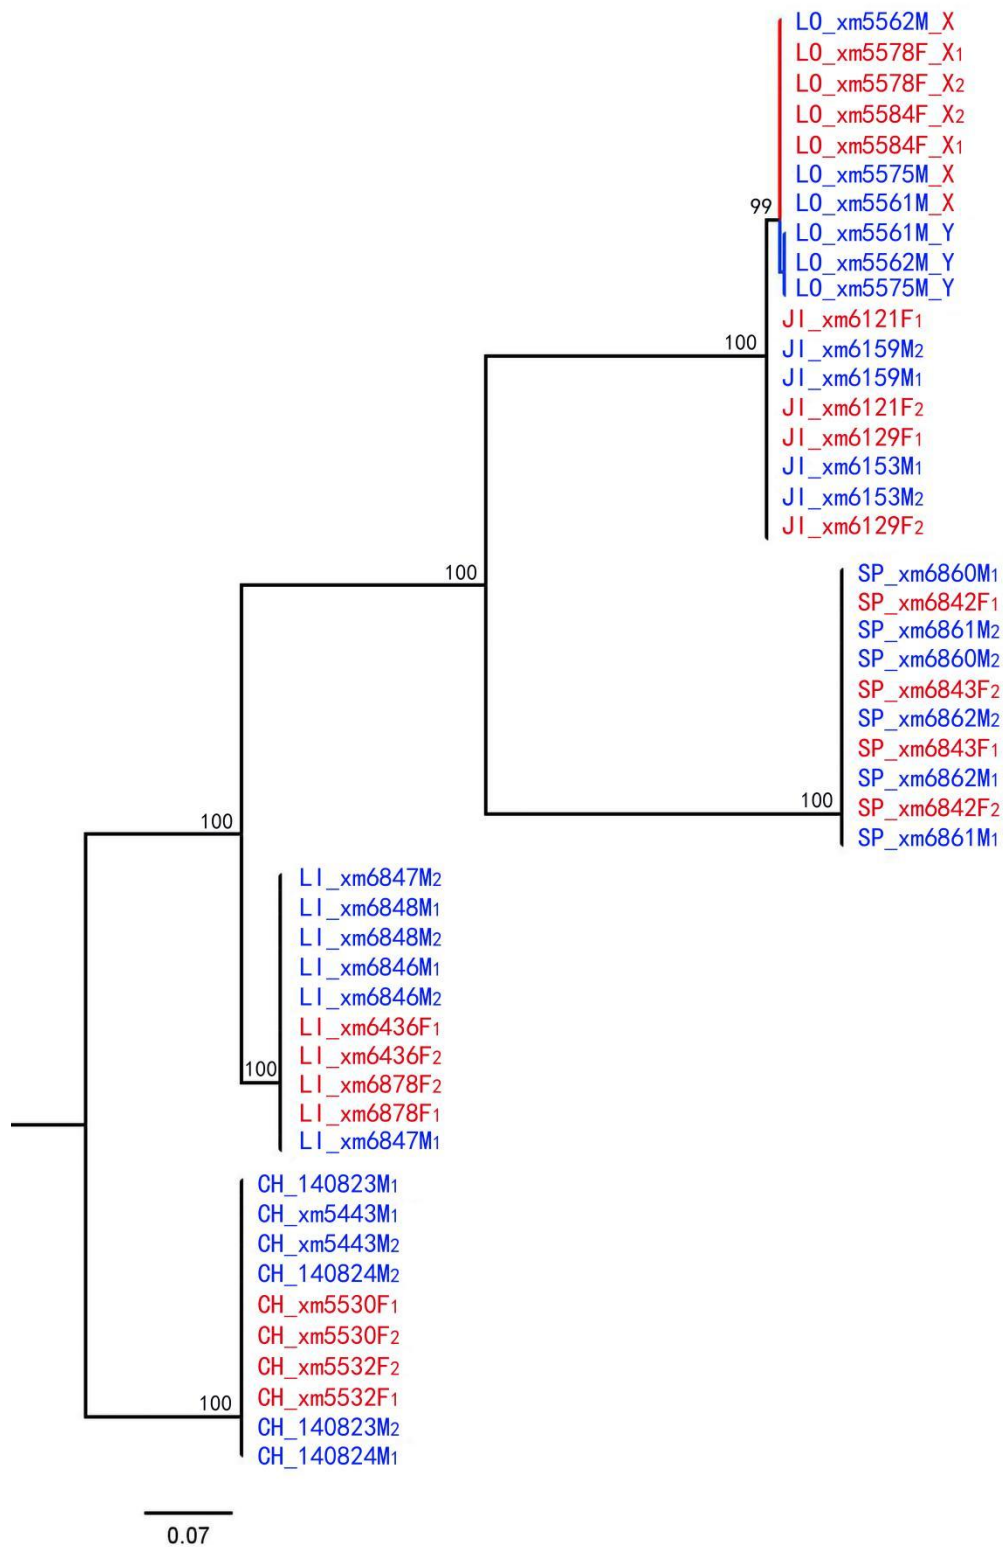 LO_xm5562M_X
LO_xm5578F_X1
LO_xm5578F_X2
LO_xm5584F_X2
LO_xm5584F_X1
LO_xm5575M_X
LO_xm5561M_X
99
LO_xm5561M_Y
LO_xm5562M_Y
LO_xm5575M_Y
JI_xm6121F1
100
JI_xm6159M2
JI_xm6159M1
JI_xm6121F2
JI_xm6129F1
JI_xm6153M1
JI_xm6153M2
JI_xm6129F2
100
SP_xm6860M1
SP_xm6842F1
SP_xm6861M2
SP_xm6860M2
SP_xm6843F2
SP_xm6862M2
SP_xm6843F1
SP_xm6862M1
100
SP_xm6842F2
100
SP_xm6861M1
LI_xm6847M2
LI_xm6848M1
LI_xm6848M2
LI_xm6846M1
LI_xm6846M2
LI_xm6436F1
LI_xm6436F2
100
LI_xm6878F2
LI_xm6878F1
LI_xm6847M1
CH_140823M1
CH_xm5443M1
CH_xm5443M2
CH_140824M2
CH_xm5530F1
CH_xm5530F2
CH_xm5532F2
CH_xm5532F1
100
CH_140823M2
CH_140824M1
0.07